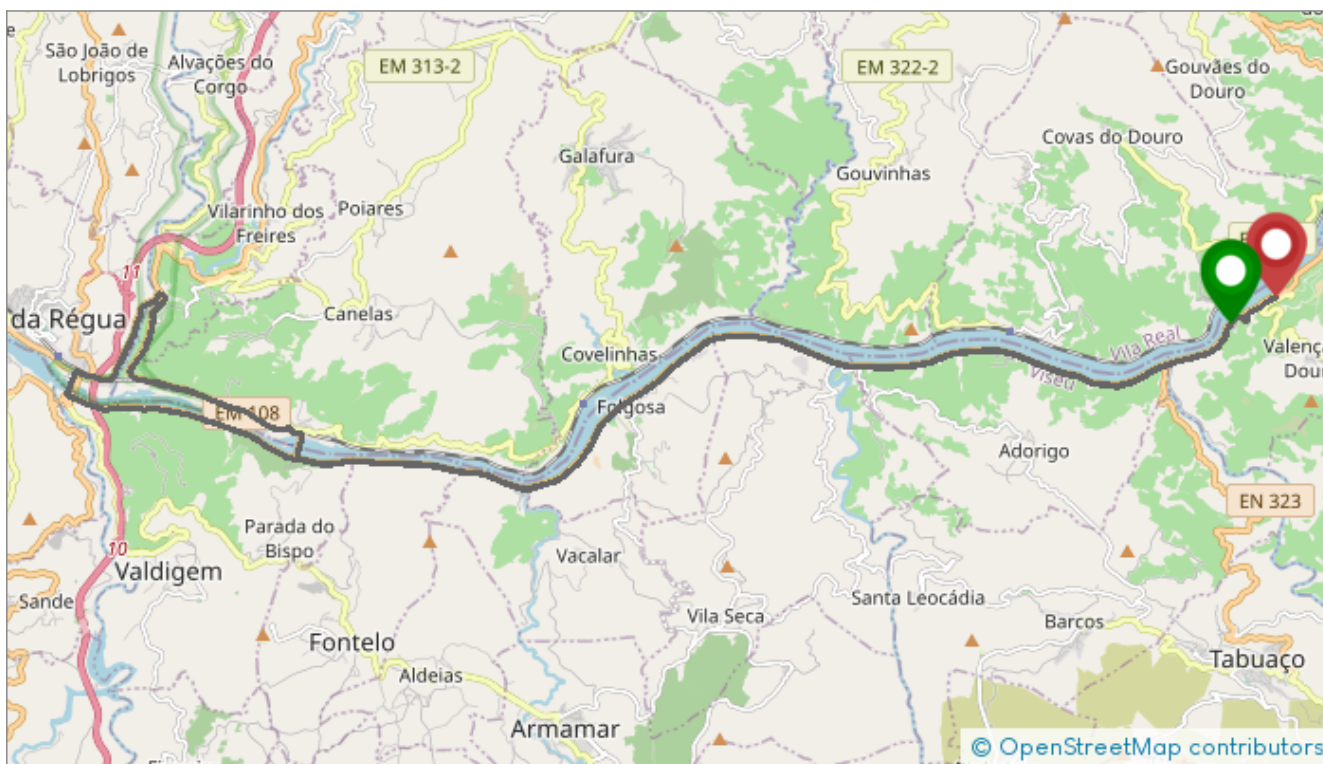 São João de
Lobrigos
Alvações do
Corgo
EM 313-2
EM 322-2
Gouvães do
Douro
Covas do Douro
Galafura
Gouvinhas
Vilarinho dos
Freires
Poiares
11
da Régua
Canelas
Covelinhas
Vila Real
Viseu
Valença
Folgosa
EM 108
Adorigo
EN 323
Parada do
Bispo
10
Valdigem
Vacalar
Sande
Santa Leocádia
Vila Seca
Barcos
Fontelo
Tabuaço
Aldeias
Armamar
© OpenStreetMap contributors